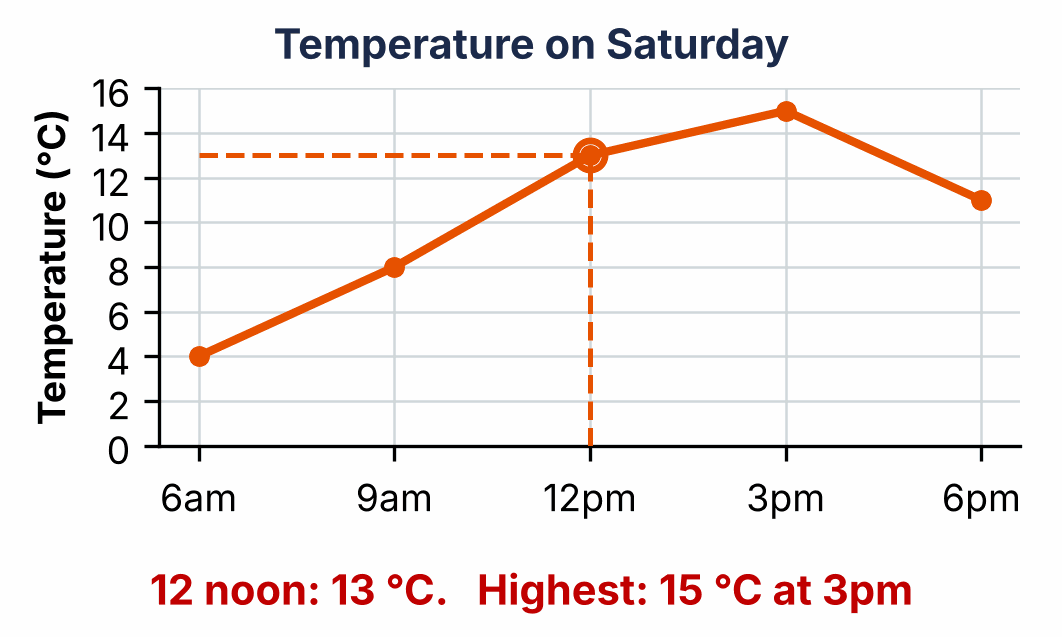 Temperature on Saturday
Temperature (°C)
16
14
12
10
8
6
4
2
0
6am 9am 12pm 3pm 6pm
12 noon: 13 °C. Highest: 15 °C at 3pm